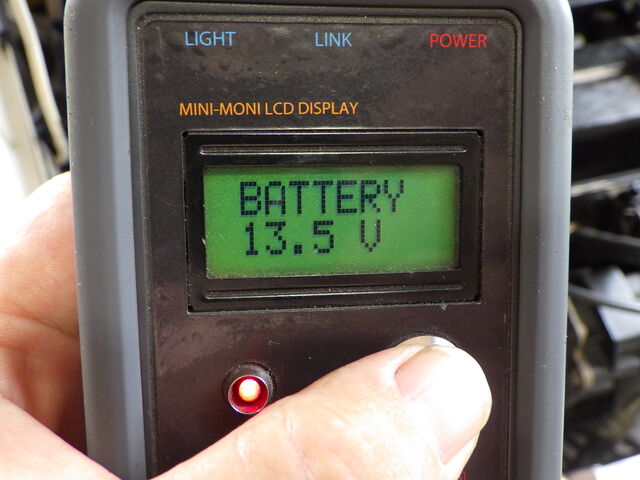 LIGHT LINK POWER
MINI-MONI LCD DISPLAY
BATTERY
13.5 V